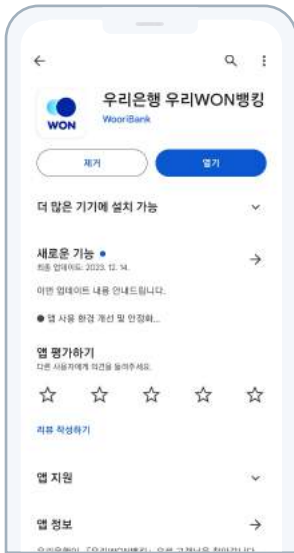 우리은행 우리WON뱅킹
WON
WooriBank
제거
열기
더 많은 기기에 설치 가능
새로운 기능
최종 업데이트: 2023. 12. 14.
이번 업데이트 내용 안내드립니다.
● 앱 사용 환경 개선 및 안정화...
앱 평가하기
다른 사용자에게 의견을 들려주세요.
리뷰 작성하기
앱 지원
앱 정보